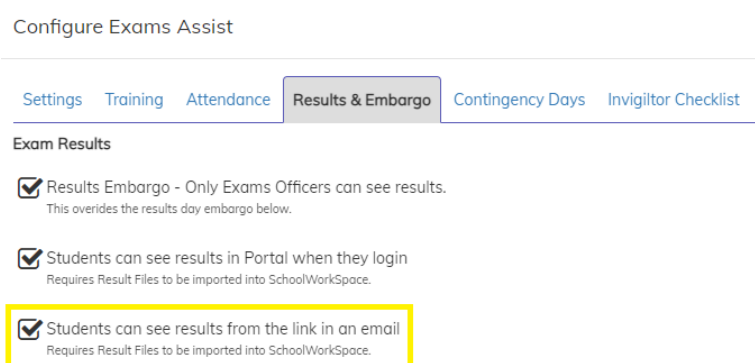 Configure Exams Assist
Settings Training Attendance Results & Embargo Contingency Days Invigiltor Checklist
Exam Results
Results Embargo - Only Exams Officers can see results.
This overides the results day embargo below.
Students can see results in Portal when they login
Requires Result Files to be imported into SchoolWorkSpace.
Students can see results from the link in an email
Requires Result Files to be imported into SchoolWorkSpace.